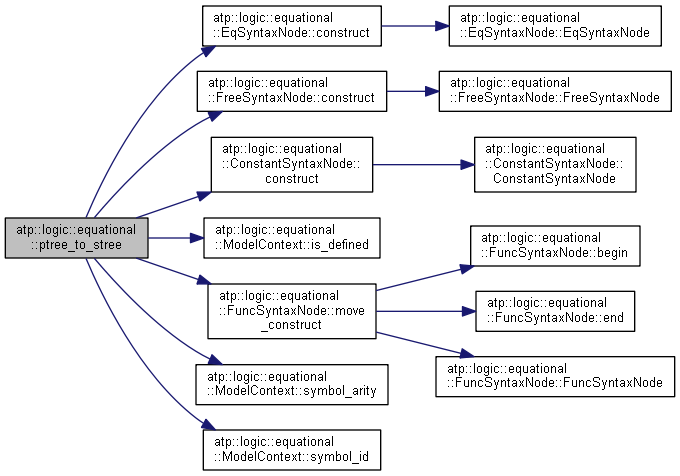 atp::logic::equational
::ptree_to_stree
atp::logic::equational
::EqSyntaxNode::construct
atp::logic::equational
::EqSyntaxNode::EqSyntaxNode
atp::logic::equational
::FreeSyntaxNode::construct
atp::logic::equational
::FreeSyntaxNode::FreeSyntaxNode
atp::logic::equational
::ConstantSyntaxNode::
construct
atp::logic::equational
::ConstantSyntaxNode::
ConstantSyntaxNode
atp::logic::equational
::ModelContext::is_defined
atp::logic::equational
::FuncSyntaxNode::move
_construct
atp::logic::equational
::FuncSyntaxNode::begin
atp::logic::equational
::FuncSyntaxNode::end
atp::logic::equational
::FuncSyntaxNode::FuncSyntaxNode
atp::logic::equational
::ModelContext::symbol_arity
atp::logic::equational
::ModelContext::symbol_id